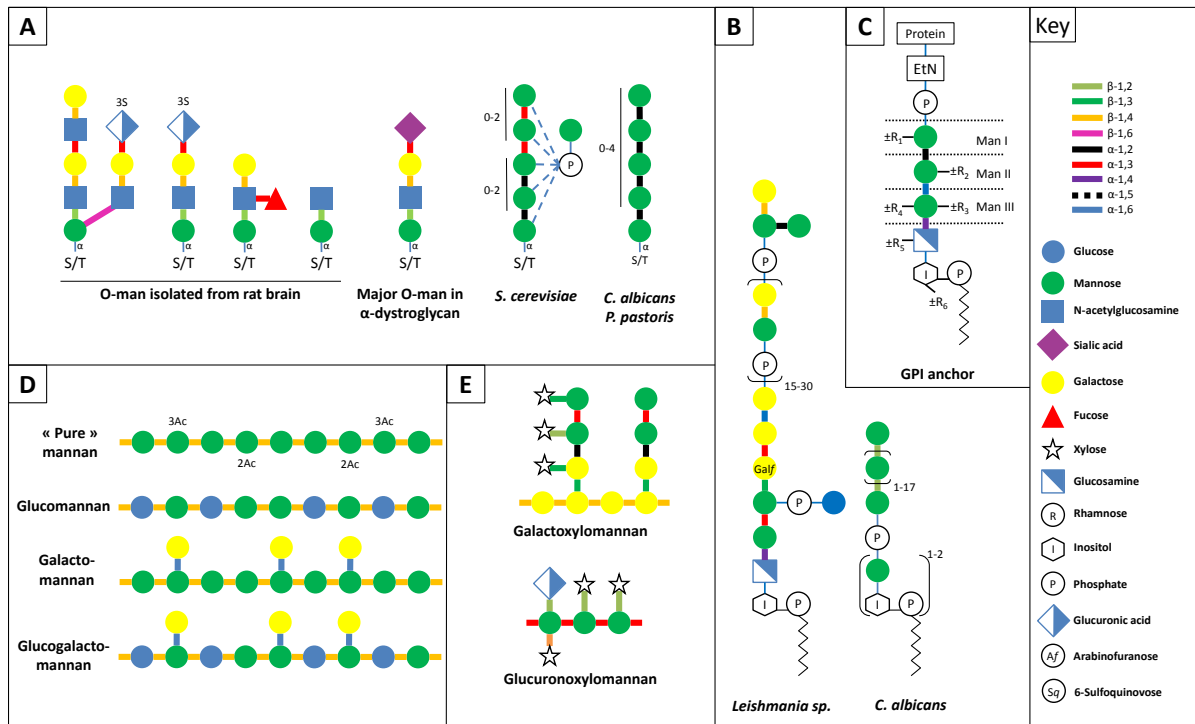 A
3S
3S
α
α
α
α
S/T
S/T
S/T
S/T
O-man isolated from rat brain
α
S/T
Major O-man in
α-dystroglycan
0-2
0-2
P
α
S/T
S. cerevisiae
0-4
α
S/T
C. albicans
P. pastoris
B
P
P
15-30
Galf
P
I
P
Leishmania sp.
1-17
P
1-2
I
P
C. albicans
C
Protein
EtN
P
±R1
Man I
±R2
Man II
±R4
±R3
Man III
±R5
I
P
±R6
GPI anchor
Key
β-1,2
β-1,3
β-1,4
β-1,6
α-1,2
α-1,3
α-1,4
α-1,5
α-1,6
Glucose
Mannose
N-acetylglucosamine
Sialic acid
Galactose
Fucose
Xylose
Glucosamine
R
Rhamnose
I
Inositol
P
Phosphate
Glucuronic acid
Af
Arabinofuranose
Sq
6-Sulfoquinovose
D
« Pure »
mannan
3Ac
3Ac
2Ac
2Ac
Glucomannan
Galacto-
mannan
Glucogalacto-
mannan
E
Galactoxylomannan
Glucuronoxylomannan